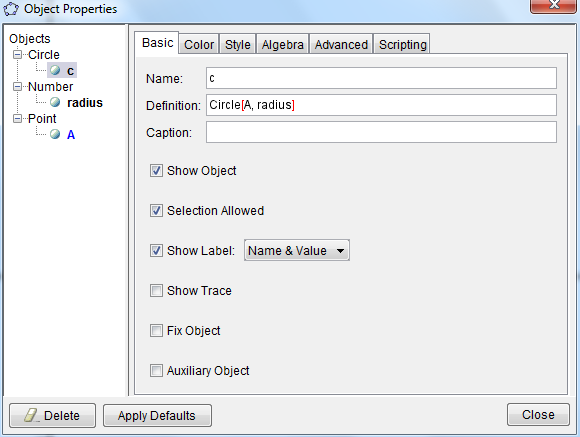 Object Properties
Objects
Circle
c
Number
radius
Point
A
Basic Color Style Algebra Advanced Scripting
Name: c
Definition: Circle[A, radius]
Caption:
Show Object
Selection Allowed
Show Label: Name & Value
Show Trace
Fix Object
Auxiliary Object
Delete Apply Defaults Close